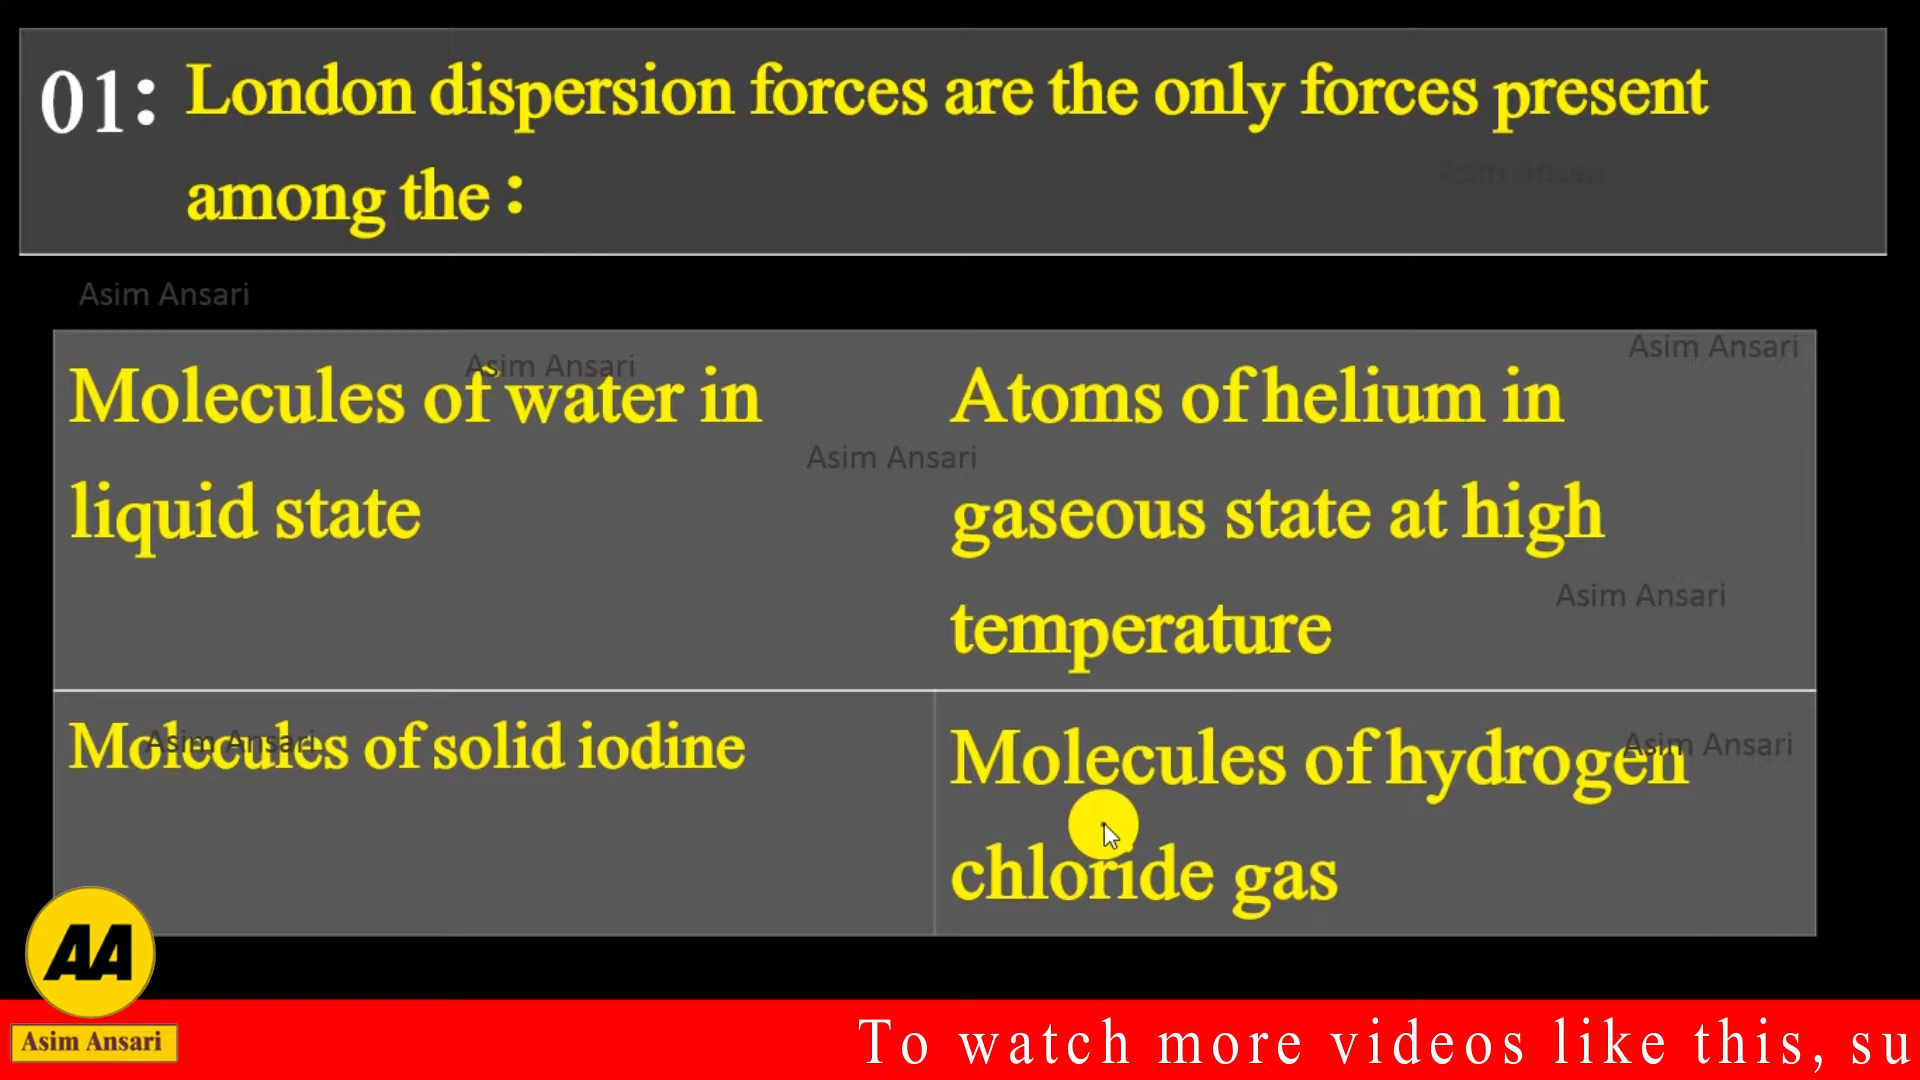 01: London dispersion forces are the only forces present
among the :
Asim Ansari
Asim Ansari
Asim Ansari
Asim Ansari
Molecules of water in
liquid state
Asim Ansari
Atoms of helium in
gaseous state at high
temperature
Asim Ansari
Molecules of solid iodine
Asim Ansari
Molecules of hydrogen
chloride gas
Asim Ansari
AA
Asim Ansari
To watch more videos like this, su